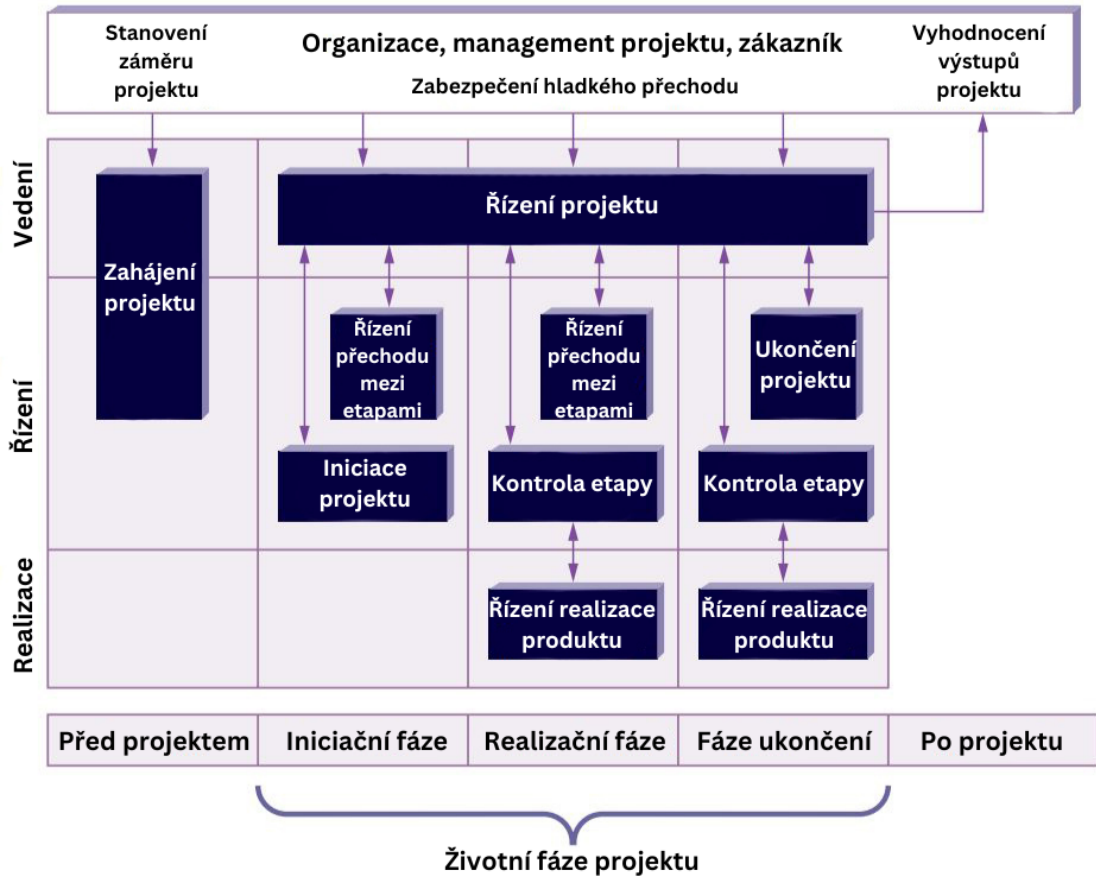 Stanovení
záměru
projektu
Organizace, management projektu, zákazník
Zabezpečení hladkého přechodu
Vyhodnocení
výstupů
projektu
Vedení
Zahájení
projektu
Řízení projektu
Řízení
Řízení
přechodu
mezi
etapami
Řízení
přechodu
mezi
etapami
Ukončení
projektu
Iniciace
projektu
Kontrola etapy
Kontrola etapy
Realizace
Řízení realizace
produktu
Řízení realizace
produktu
Před projektem
Iniciační fáze
Realizační fáze
Fáze ukončení
Po projektu
Životní fáze projektu